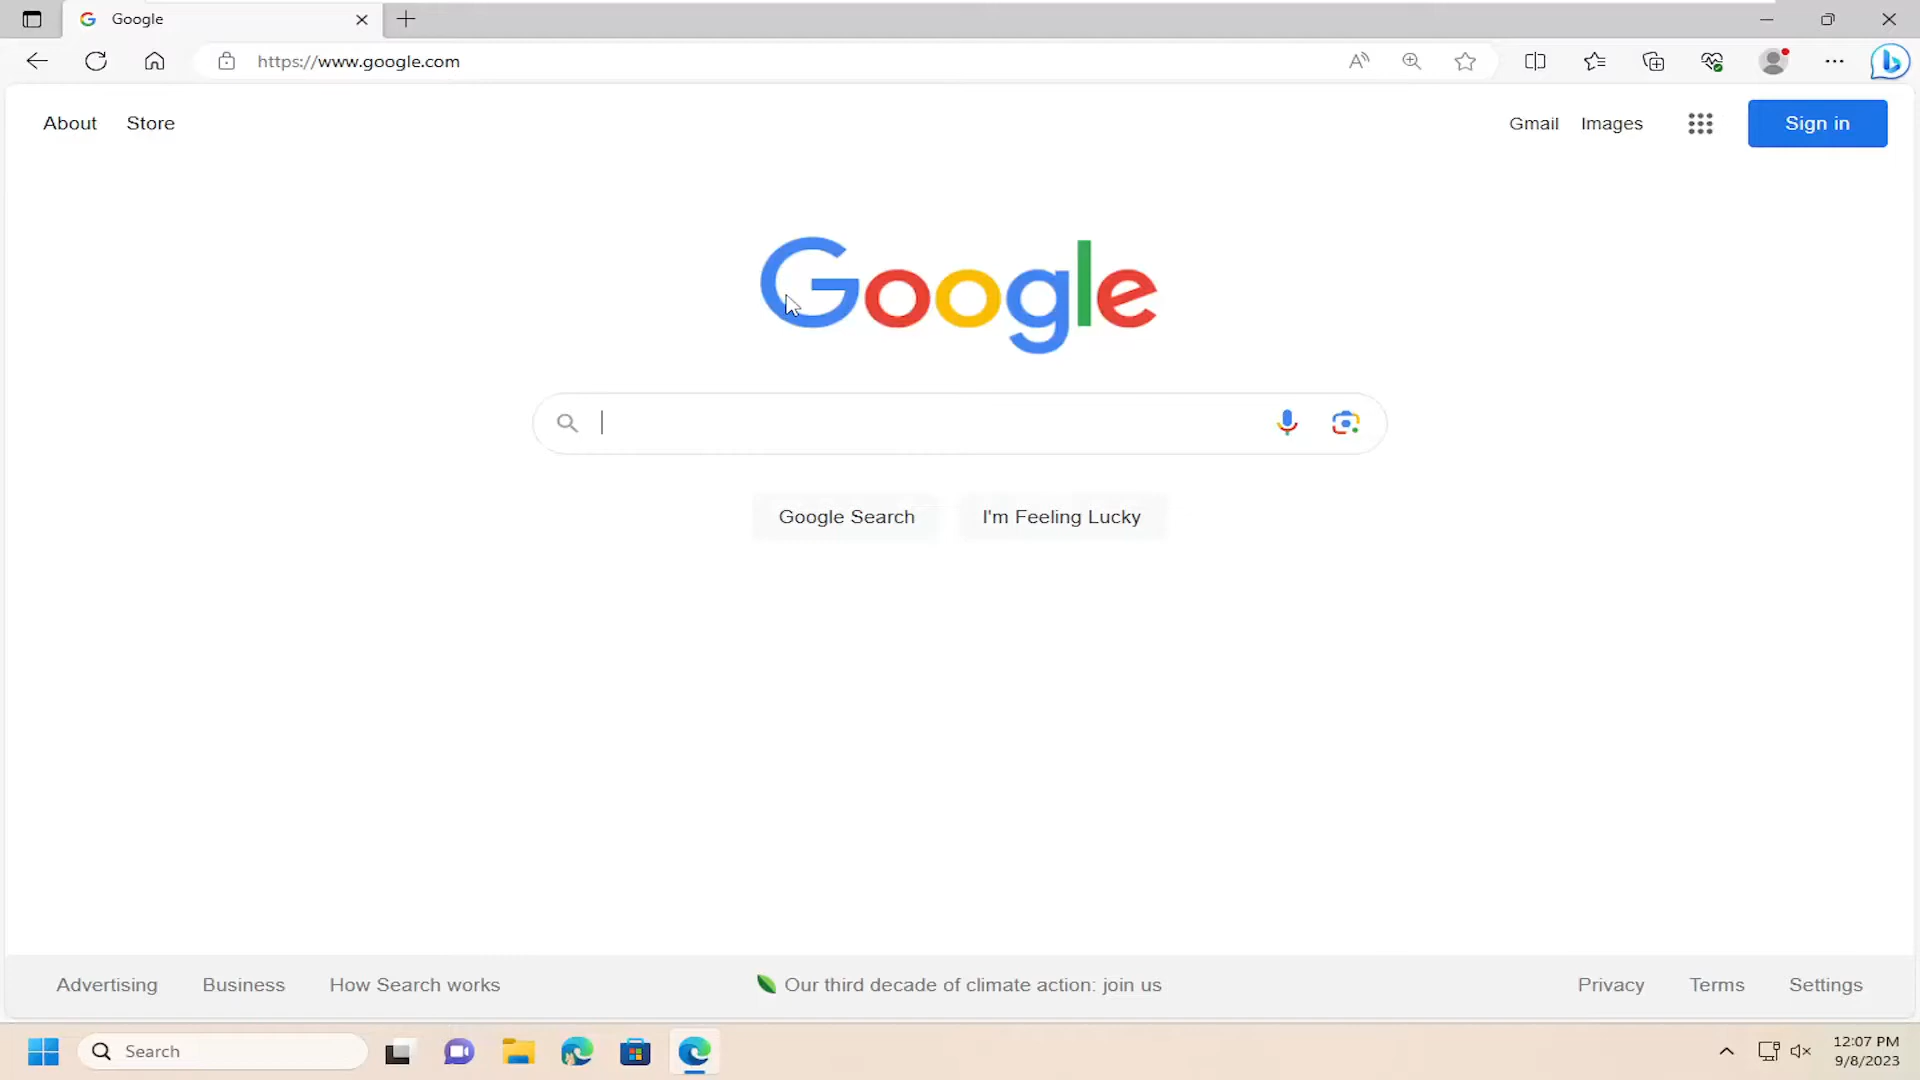 Google
https://www.google.com
About Store
Gmail Images Sign in
Google
Google Search I'm Feeling Lucky
Advertising Business How Search works
Our third decade of climate action: join us
Privacy Terms Settings
Search
12:07 PM
9/8/2023